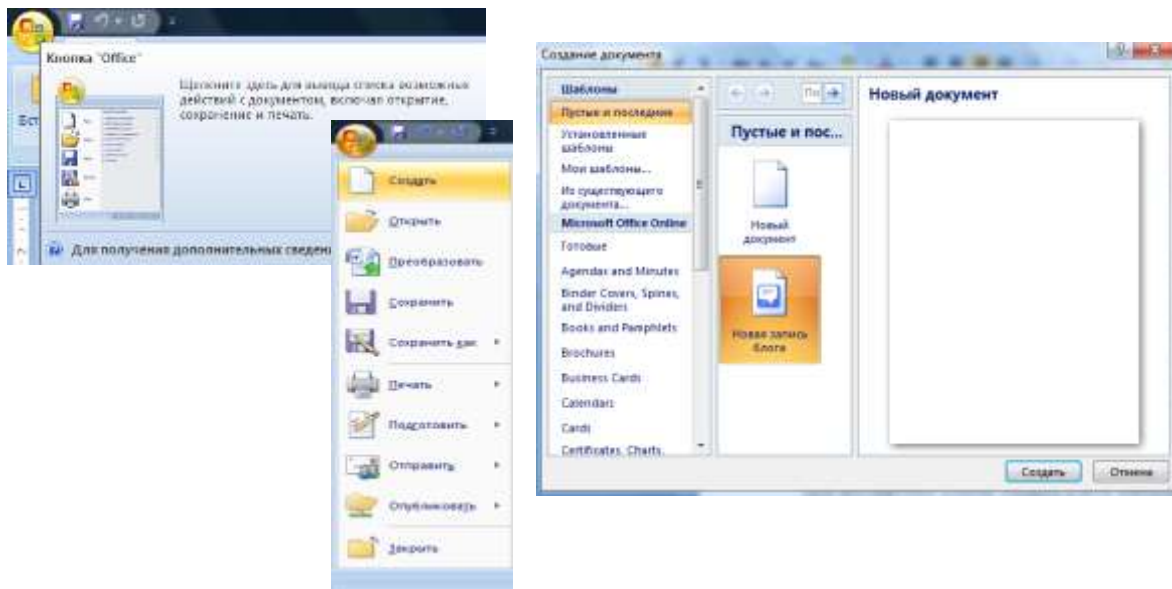 Кнопка "Office"
Щелкните здесь для вывода списка возможных
действий с документом, включая открытие,
сохранение и печать.
Вст
L
Для получения дополнительных сведен
Создать
Открыть
Преобразовать
Сохранить
Сохранить как
Печать
Подготовить
Отправить
Опубликовать
Закрыть
Создание документа
Шаблоны
Пустые и последние
Установленные
шаблоны
Мои шаблоны...
Из существующего
документа...
Microsoft Office Online
Готовые
Agendas and Minutes
Binder Covers, Spines,
and Dividers
Books and Pamphlets
Brochures
Business Cards
Calendars
Cards
Certificates, Charts,
По
Пустые и пос...
Новый
документ
Новая запись
блога
Новый документ
Создать
Отмена